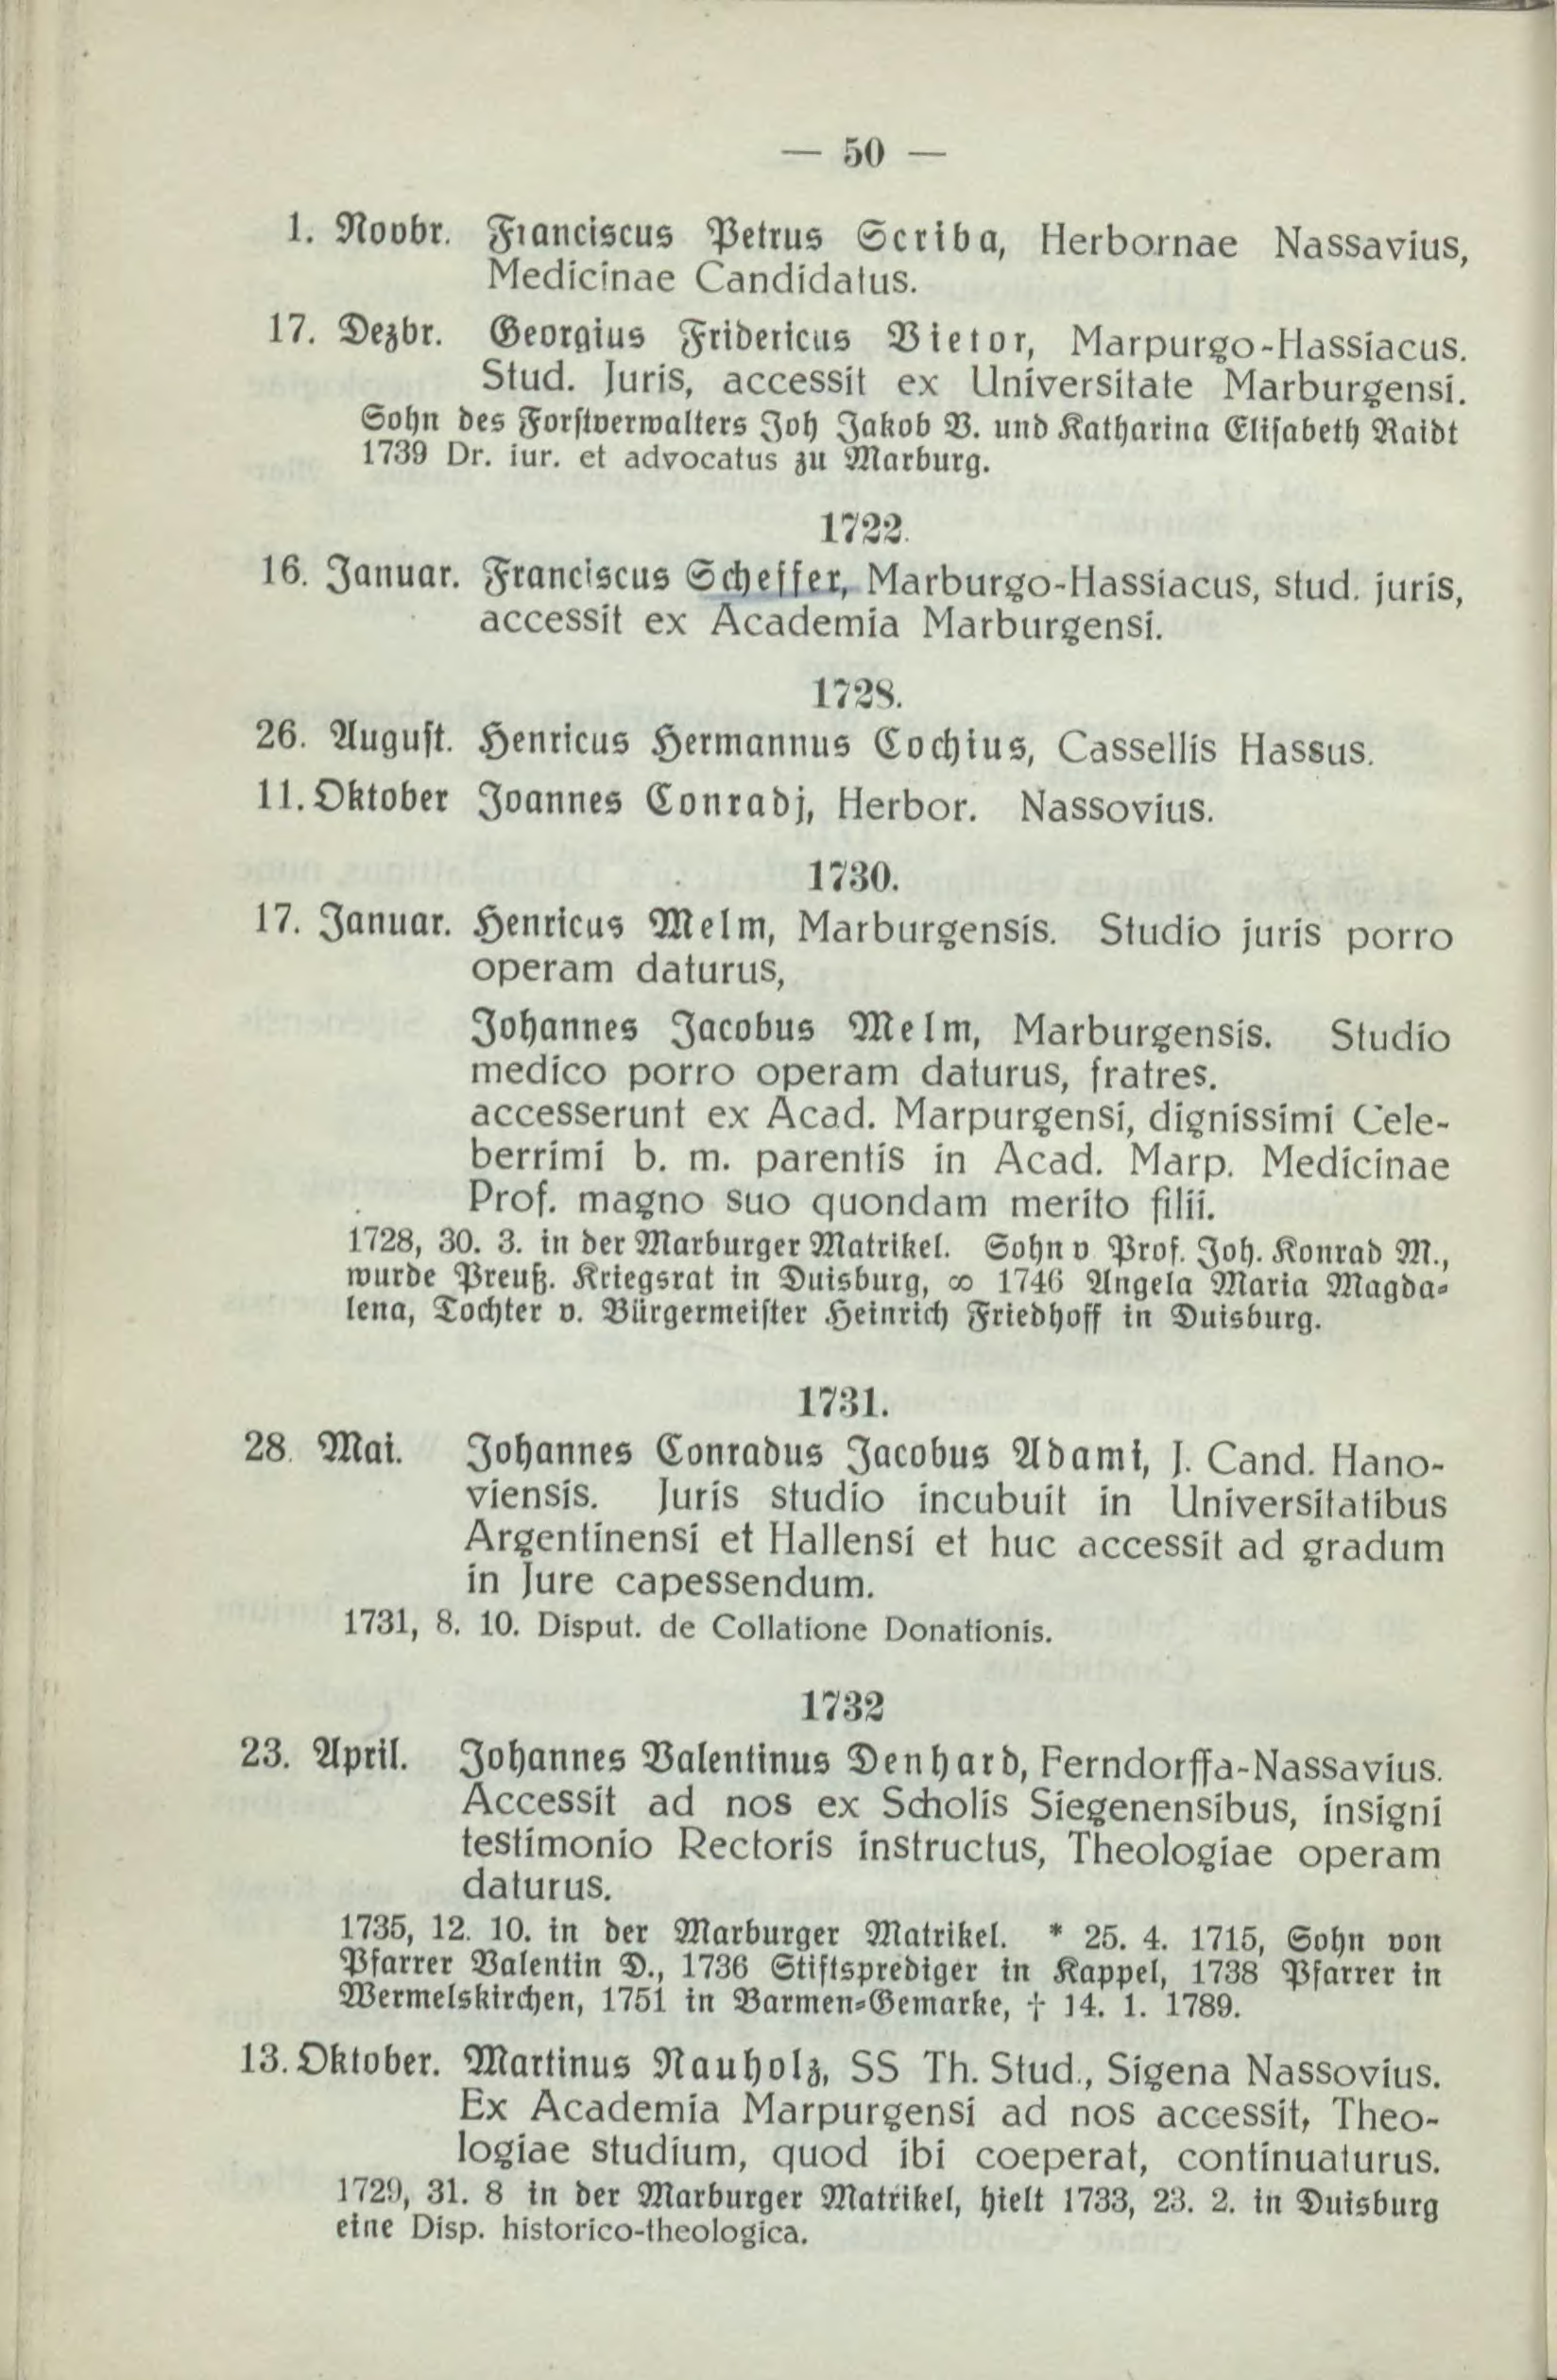 — 50 —
1. Novbr. Franciscus Petrus Scriba, Herbornae Nassavius,
Medicinae Candidatus.
17. Dezbr. Georgius Fridericus Vietor, Marpurgo-Hassiacus.
Stud. Juris, accessit ex Universitate Marburgensi.
Sohn des Forstverwalters Joh Jakob V. und Katharina Elisabeth Raidt
1739 Dr. iur. et advocatus zu Marburg.
1722.
16. Januar. Franciscus Scheffer, Marburgo-Hassiacus, stud. juris,
accessit ex Academia Marburgensi.
1728.
26. August. Henricus Hermannus Cochius, Cassellis Hassus.
11. Oktober Joannes Conradj, Herbor. Nassovius.
1730.
17. Januar. Henricus Melm, Marburgensis. Studio juris porro
operam daturus,
Johannes Jacobus Melm, Marburgensis. Studio
medico porro operam daturus, fratres.
accesserunt ex Acad. Marpurgensi, dignissimi Cele-
berrimi b. m. parentis in Acad. Marp. Medicinae
Prof. magno suo quondam merito filii.
1728, 30. 3. in der Marburger Matrikel. Sohn v Prof. Joh. Konrad M.,
wurde Preuß. Kriegsrat in Duisburg, ∞ 1746 Angela Maria Magda-
lena, Tochter v. Bürgermeister Heinrich Friedhoff in Duisburg.
1731.
28. Mai. Johannes Conradus Jacobus Adami, J. Cand. Hano-
viensis. Juris studio incubuit in Universitatibus
Argentinensi et Hallensi et huc accessit ad gradum
in Jure capessendum.
1731, 8. 10. Disput. de Collatione Donationis.
1732
23. April. Johannes Valentinus Denhard, Ferndorffa-Nassavius.
Accessit ad nos ex Scholis Siegenensibus, insigni
testimonio Rectoris instructus, Theologiae operam
daturus.
1735, 12. 10. in der Marburger Matrikel. * 25. 4. 1715, Sohn von
Pfarrer Valentin D., 1736 Stiftsprediger in Kappel, 1738 Pfarrer in
Wermelskirchen, 1751 in Barmen-Gemarke, † 14. 1. 1789.
13. Oktober. Martinus Nauholz, SS Th. Stud., Sigena Nassovius.
Ex Academia Marpurgensi ad nos accessit, Theo-
logiae studium, quod ibi coeperat, continuaturus.
1729, 31. 8 in der Marburger Matrikel, hielt 1733, 23. 2. in Duisburg
eine Disp. historico-theologica.